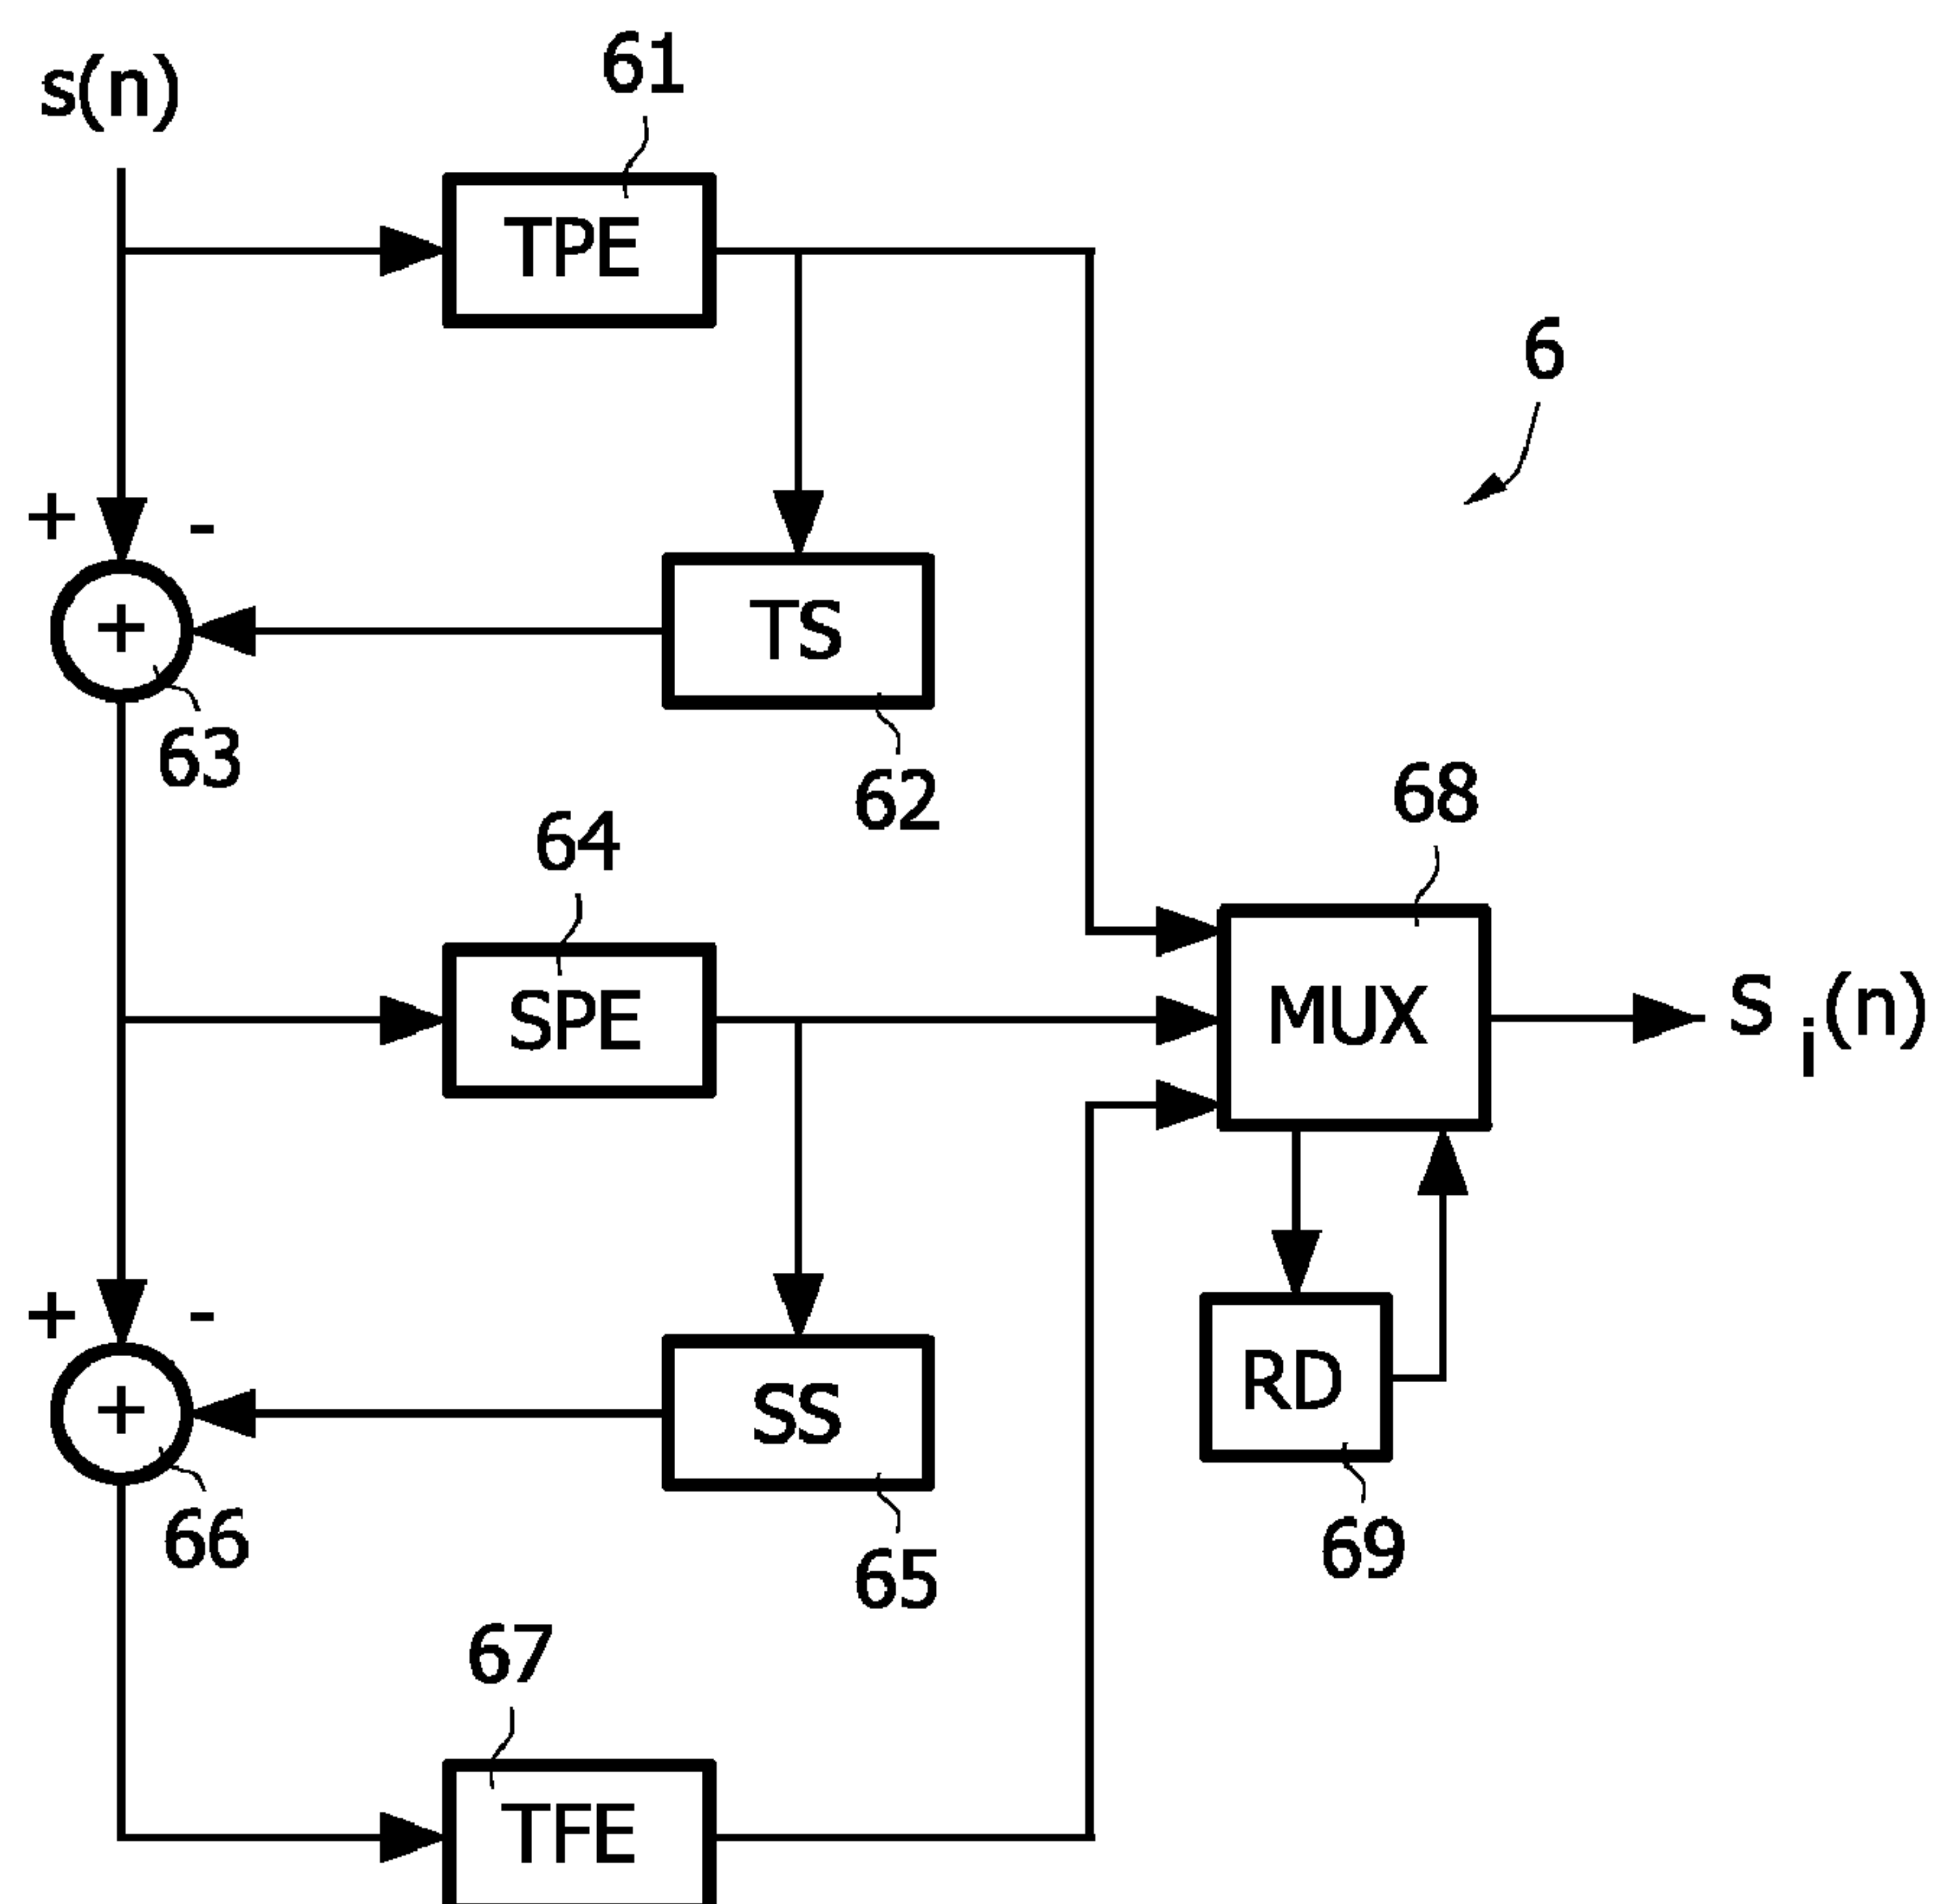 s(n)
61
TPE
6
+ -
+
TS
63
62
68
64
SPE
MUX
S i(n)
+ -
+
SS
RD
66
65
69
67
TFE